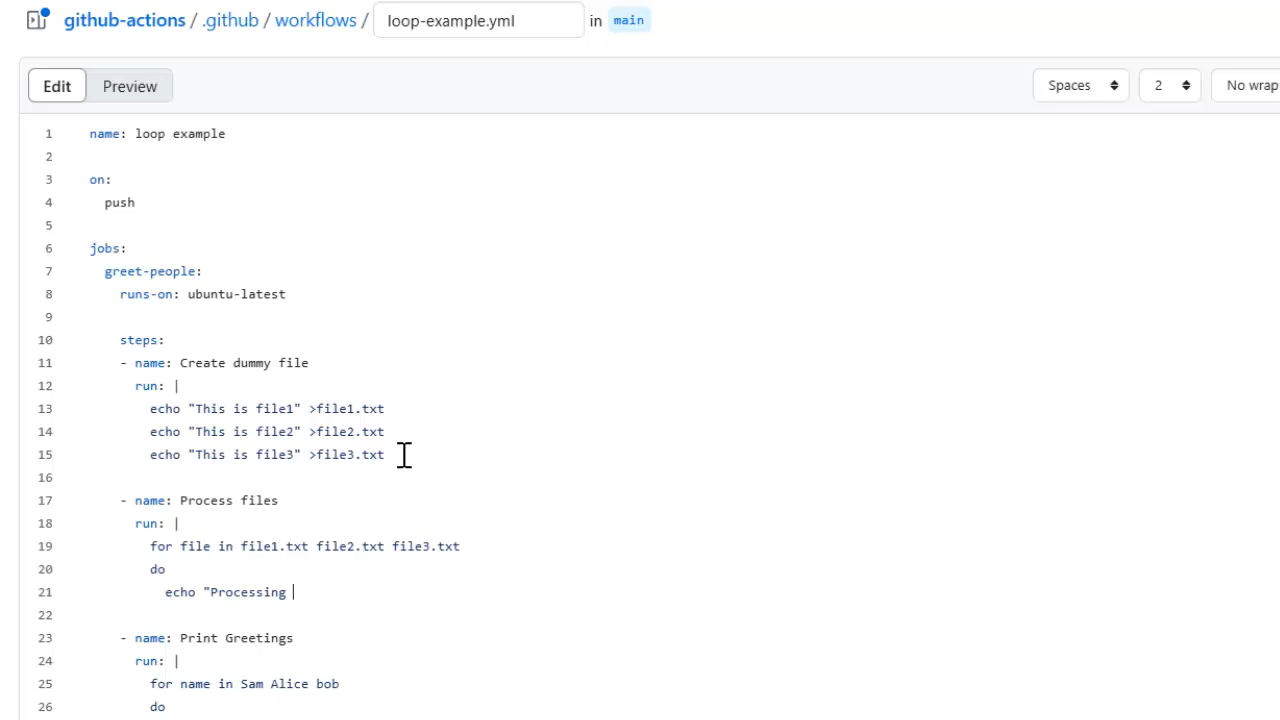 github-actions / .github / workflows / loop-example.yml in main
Edit Preview Spaces 2 No wrap
1 name: loop example
2
3 on:
4 push
5
6 jobs:
7 greet-people:
8 runs-on: ubuntu-latest
9
10 steps:
11 - name: Create dummy file
12 run: |
13 echo "This is file1" >file1.txt
14 echo "This is file2" >file2.txt
15 echo "This is file3" >file3.txt
16
17 - name: Process files
18 run: |
19 for file in file1.txt file2.txt file3.txt
20 do
21 echo "Processing
22
23 - name: Print Greetings
24 run: |
25 for name in Sam Alice bob
26 do